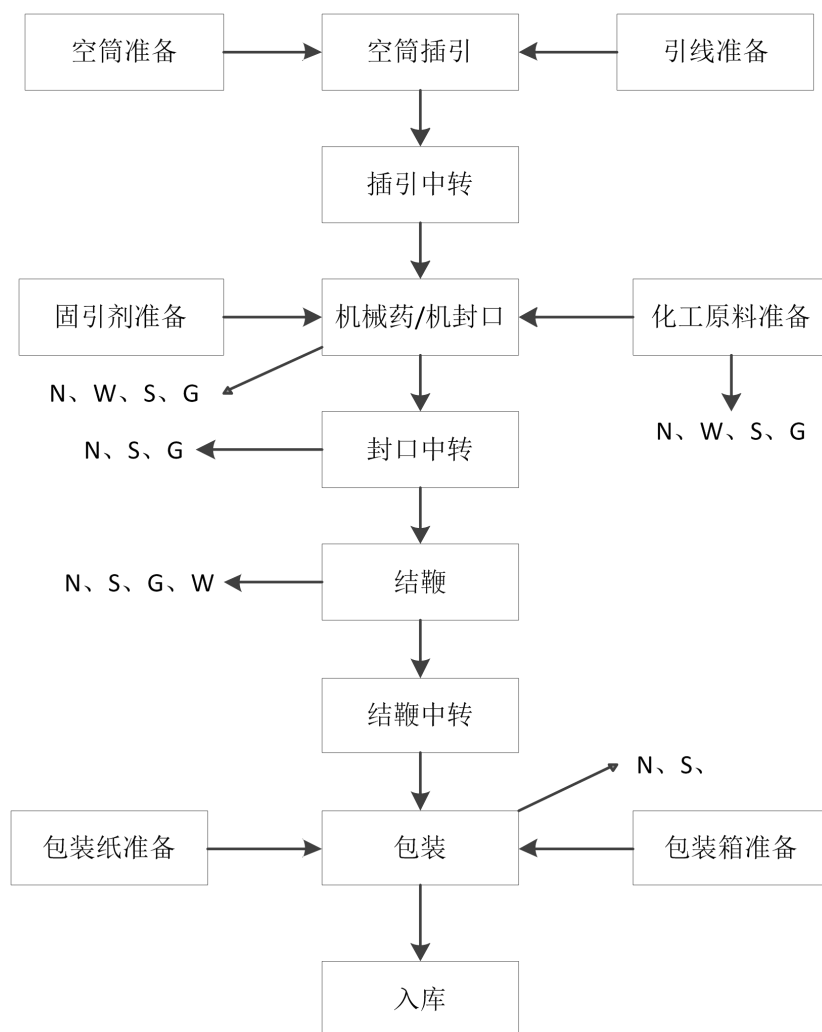 空筒准备
空筒插引
引线准备
插引中转
固引剂准备
机械药/机封口
化工原料准备
N、W、S、G
N、W、S、G
N、S、G
封口中转
N、S、G、W
结鞭
结鞭中转
N、S、
包装纸准备
包装
包装箱准备
入库